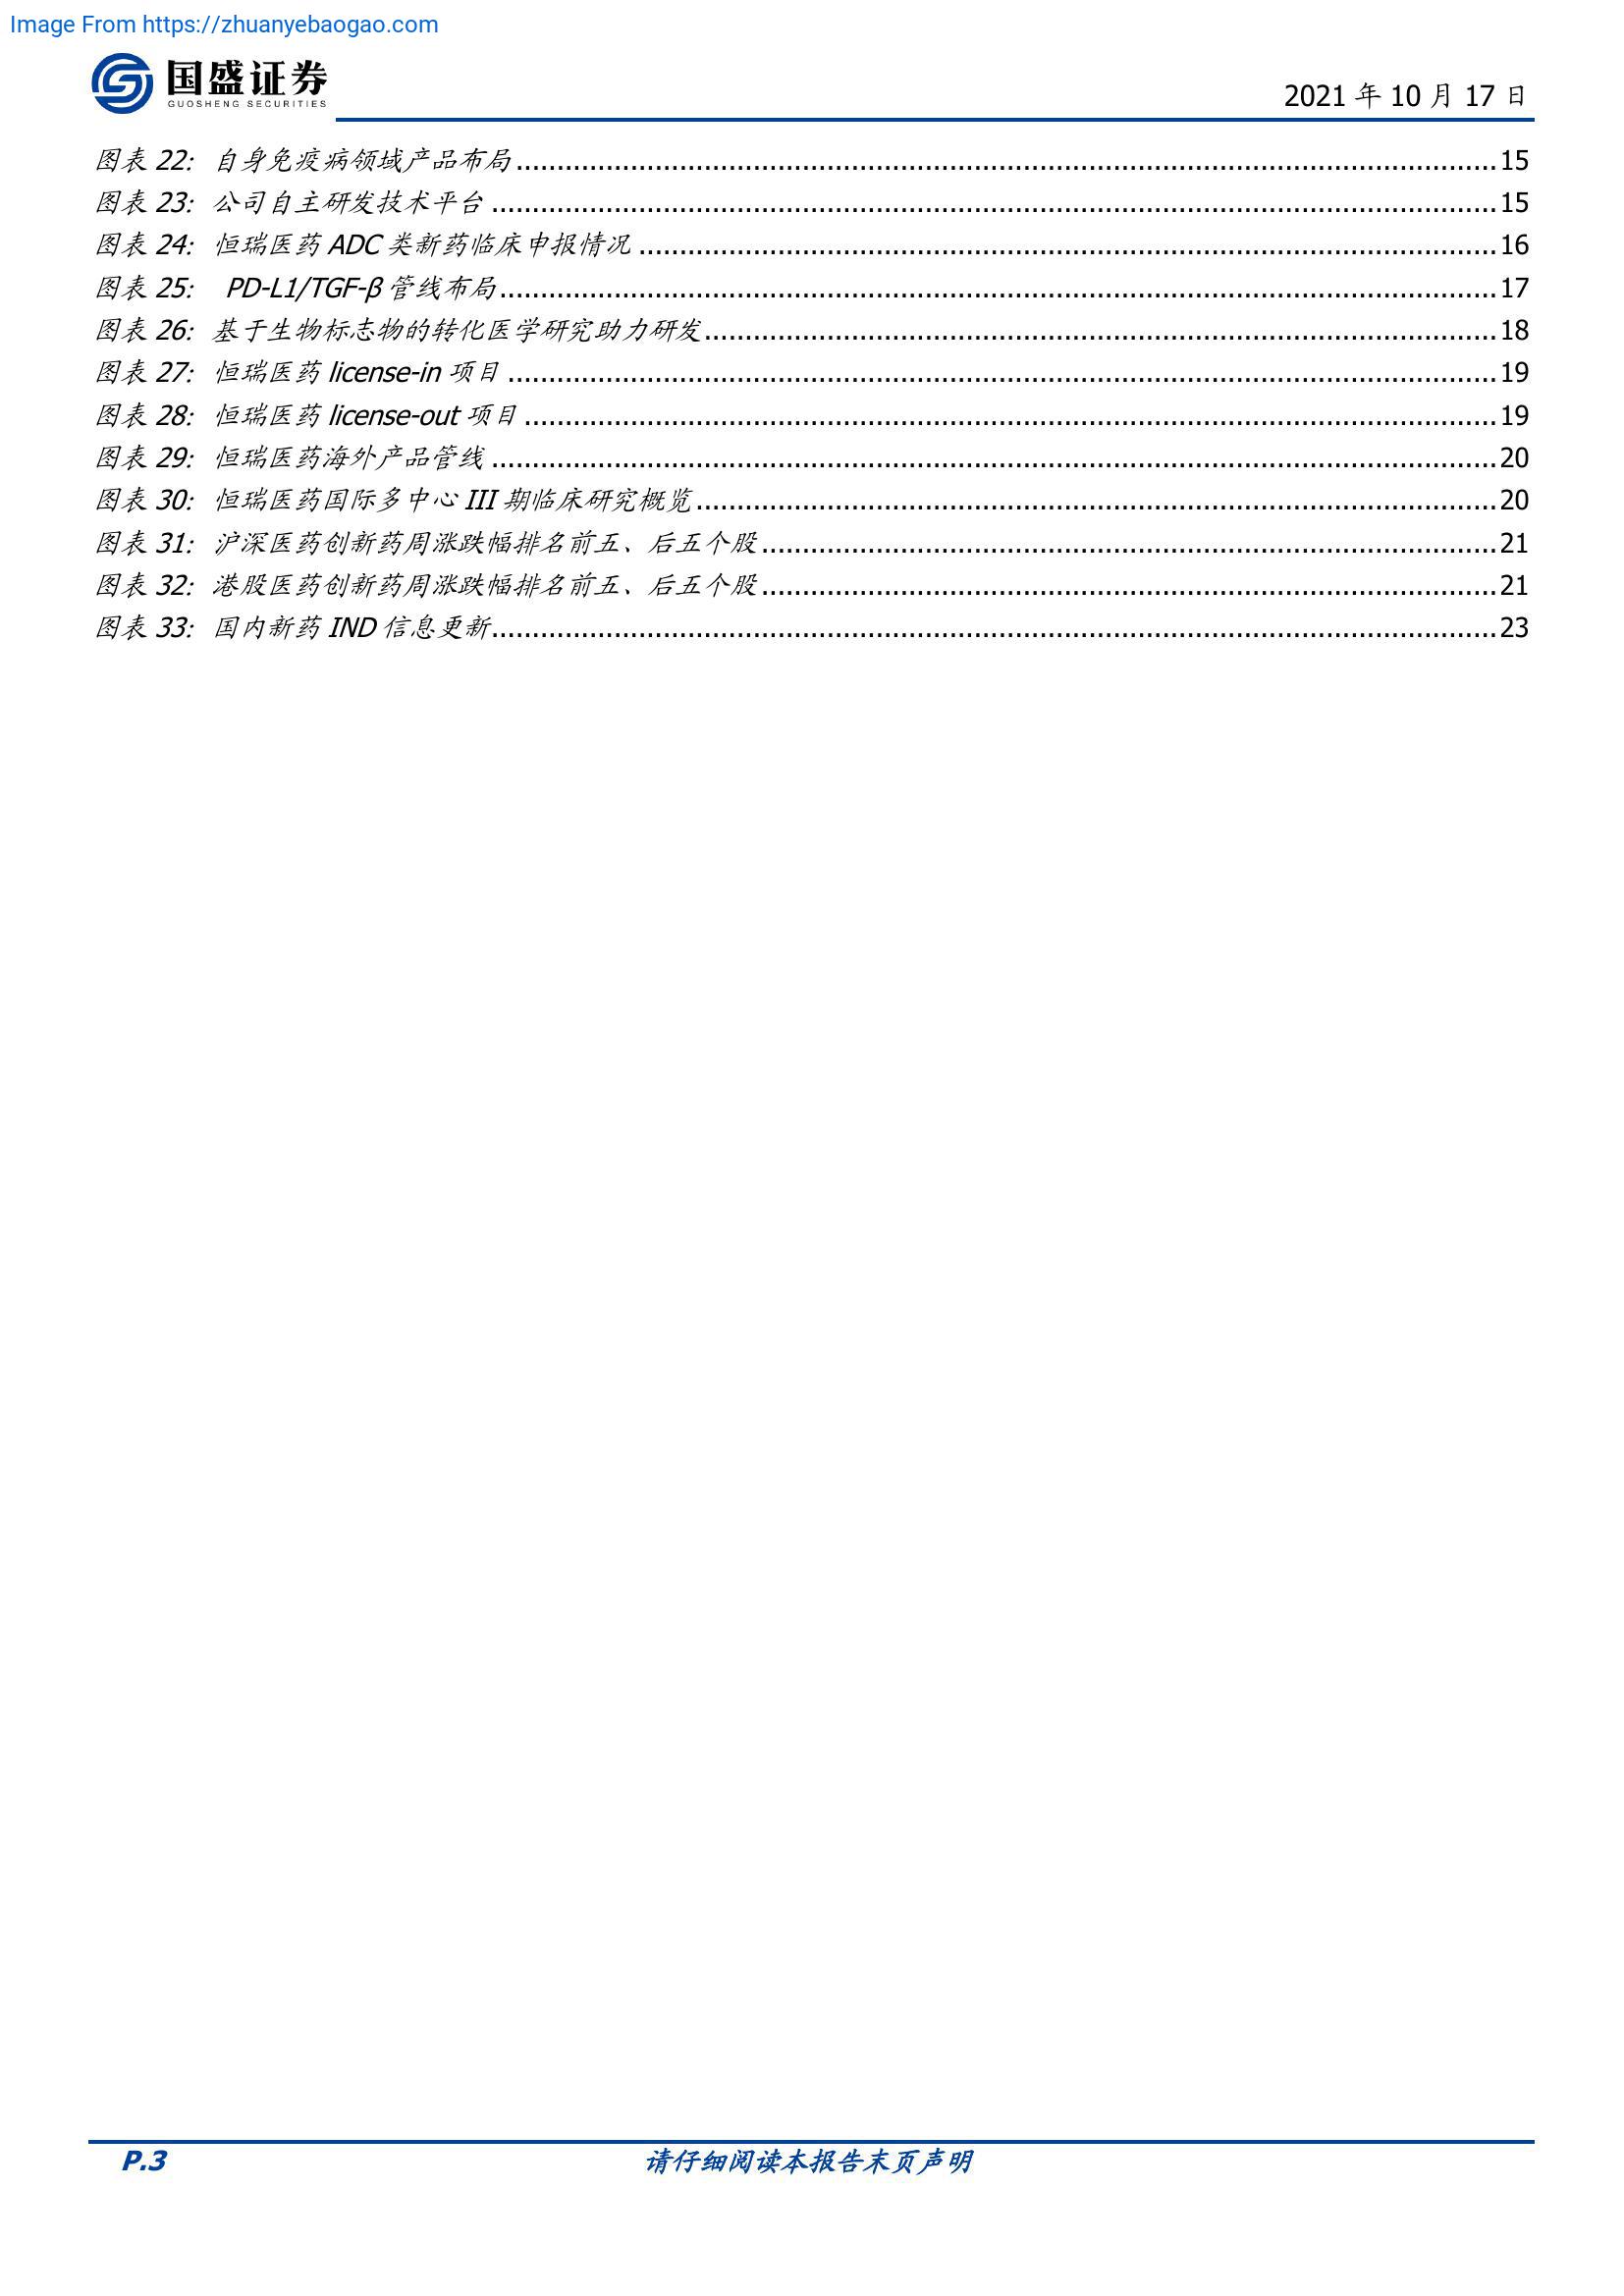 Image From https://zhuanyebaogao.com
国盛证券
GUOSHENG SECURITIES
2021 年 10 月 17 日
图表 22: 自身免疫病领域产品布局 15
图表 23: 公司自主研发技术平台 15
图表 24: 恒瑞医药 ADC 类新药临床申报情况 16
图表 25: PD-L1/TGF-β 管线布局 17
图表 26: 基于生物标志物的转化医学研究助力研发 18
图表 27: 恒瑞医药 license-in 项目 19
图表 28: 恒瑞医药 license-out 项目 19
图表 29: 恒瑞医药海外产品管线 20
图表 30: 恒瑞医药国际多中心 III 期临床研究概览 20
图表 31: 沪深医药创新药周涨跌幅排名前五、后五个股 21
图表 32: 港股医药创新药周涨跌幅排名前五、后五个股 21
图表 33: 国内新药 IND 信息更新 23
P.3 请仔细阅读本报告末页声明